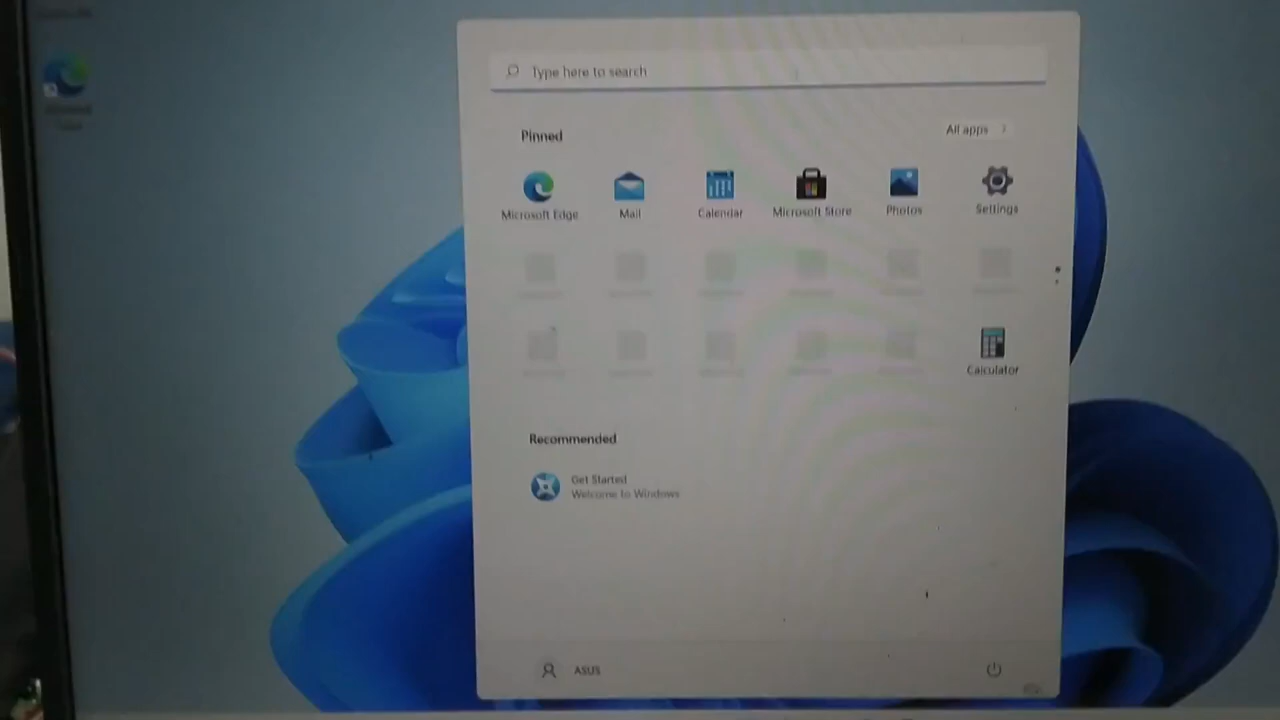 Type here to search
Pinned
All apps
Microsoft Edge
Mail
Calendar
Microsoft Store
Photos
Settings
Calculator
Recommended
Get Started
Welcome to Windows
ASUS